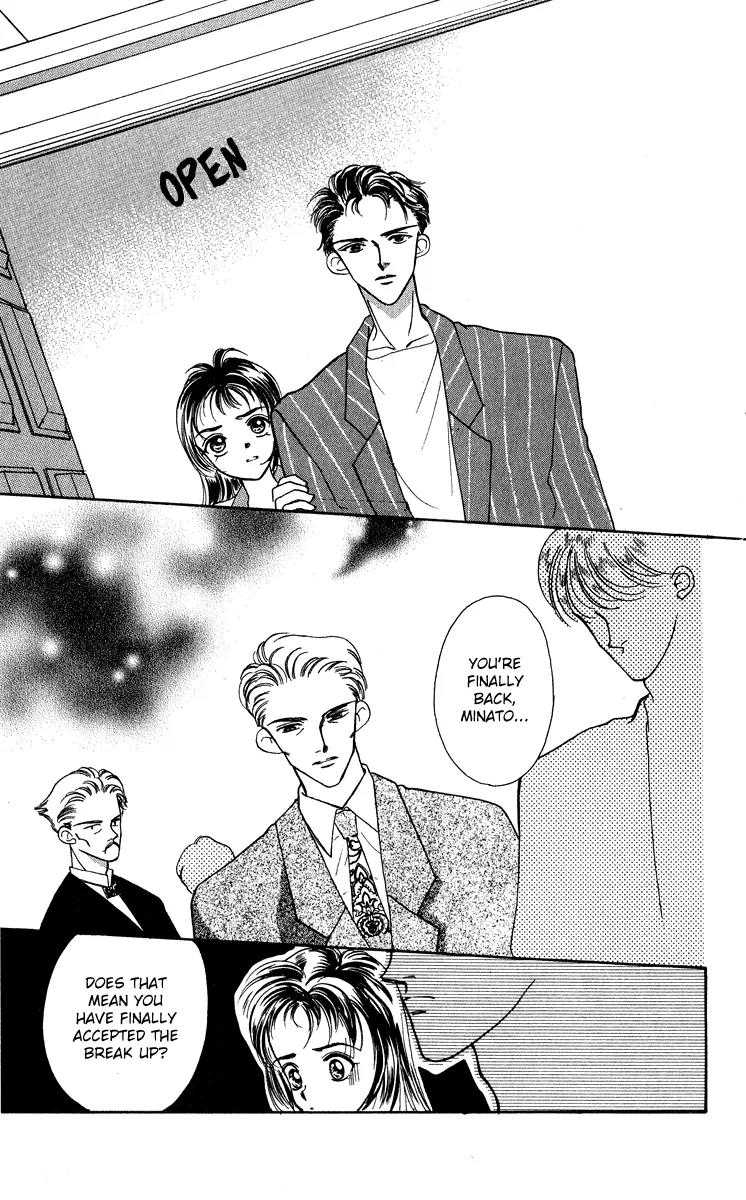 OPEN
YOU'RE
FINALLY
BACK,
MINATO...
DOES THAT
MEAN YOU
HAVE FINALLY
ACCEPTED THE
BREAK UP?